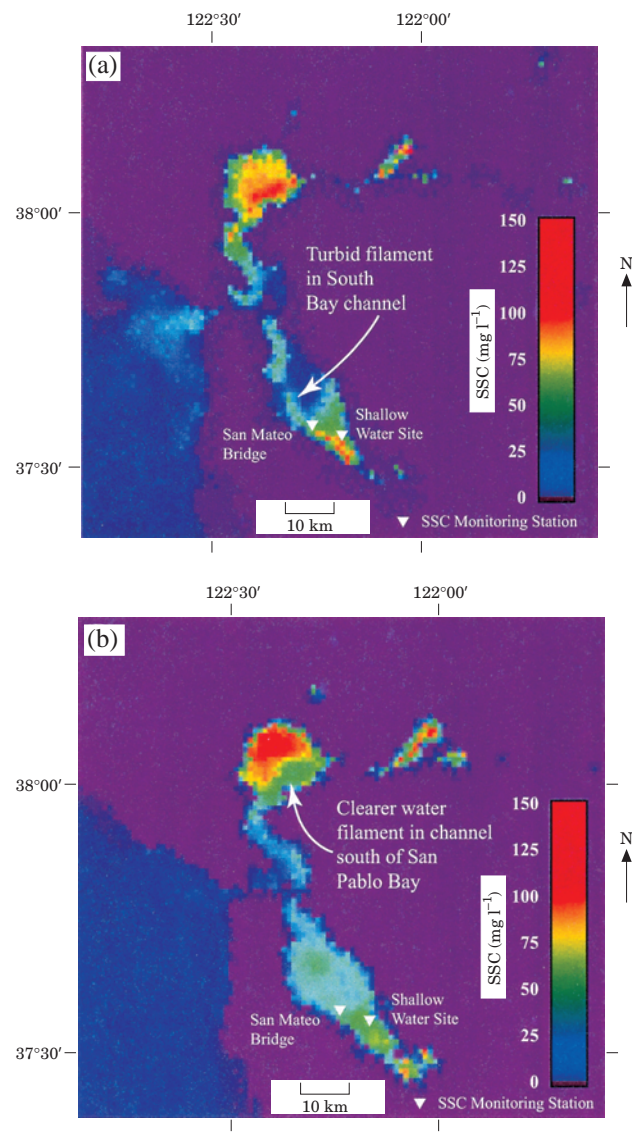 122°30′
122°00′
(a)
38°00′
150
125
100
75
50
25
0
SSC (mg l⁻¹)
N
Turbid filament
in South
Bay channel
San Mateo
Bridge
Shallow
Water Site
37°30′
10 km
SSC Monitoring Station
122°30′
122°00′
(b)
38°00′
150
125
100
75
50
25
0
SSC (mg l⁻¹)
N
Clearer water
filament in channel
south of San
Pablo Bay
San Mateo
Bridge
Shallow
Water Site
37°30′
10 km
SSC Monitoring Station